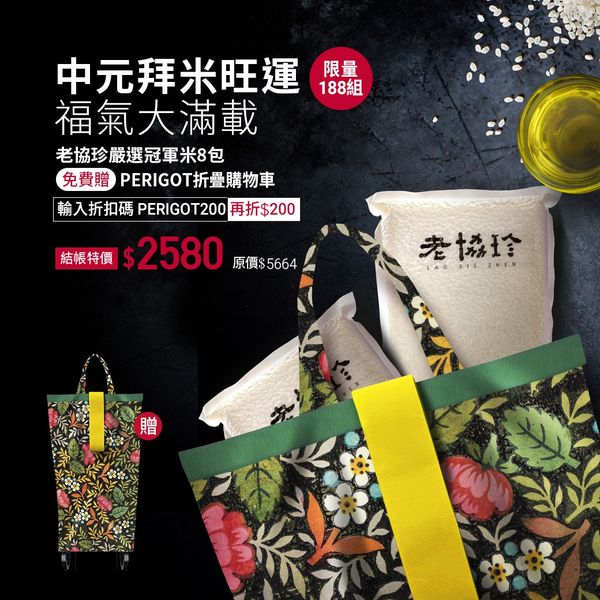 中元拜米旺運
限量
188組
福氣大滿載
老協珍嚴選冠軍米8包
免費贈 PERIGOT折疊購物車
輸入折扣碼 PERIGOT200 再折$200
結帳特價 $2580 原價$5664
老協珍
LAO XIE ZHEN
老協珍
贈